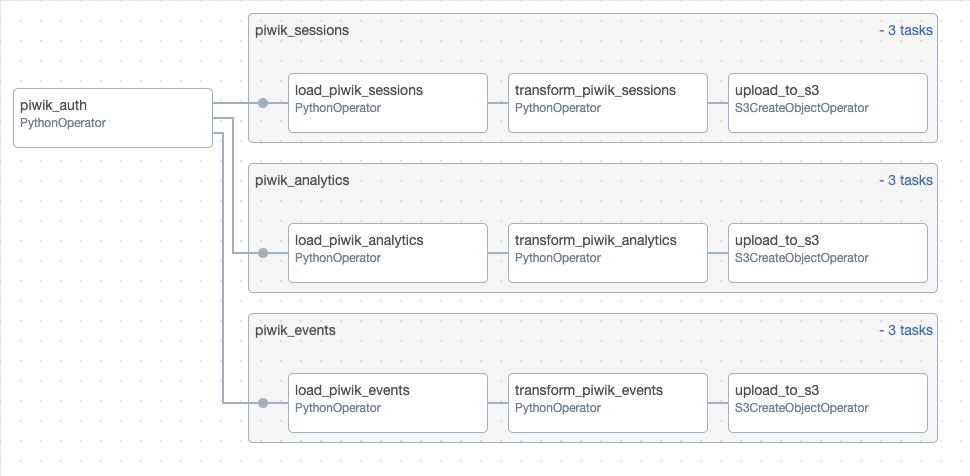 piwik_sessions
- 3 tasks
piwik_auth
PythonOperator
load_piwik_sessions
PythonOperator
transform_piwik_sessions
PythonOperator
upload_to_s3
S3CreateObjectOperator
piwik_analytics
- 3 tasks
load_piwik_analytics
PythonOperator
transform_piwik_analytics
PythonOperator
upload_to_s3
S3CreateObjectOperator
piwik_events
- 3 tasks
load_piwik_events
PythonOperator
transform_piwik_events
PythonOperator
upload_to_s3
S3CreateObjectOperator